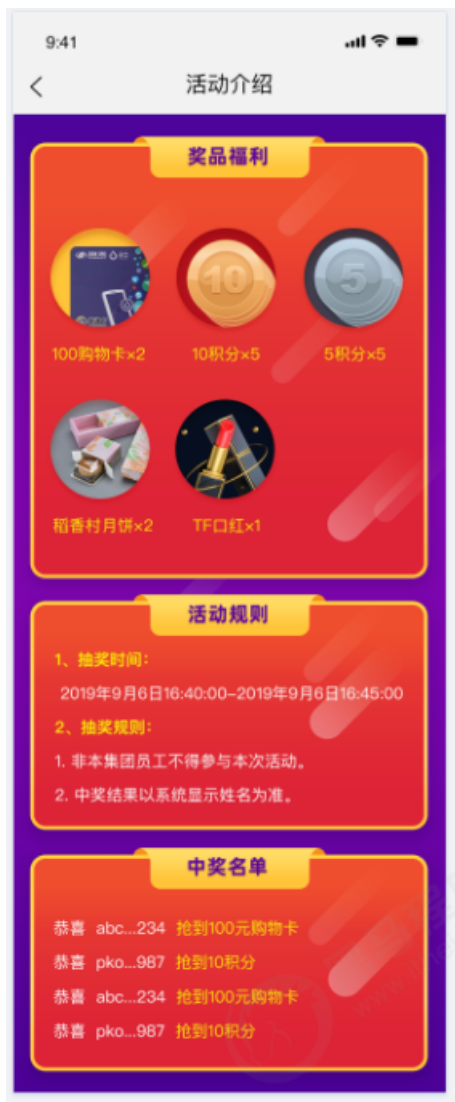 9:41
活动介绍
奖品福利
10
5
100购物卡×2
10积分×5
5积分×5
稻香村月饼×2
TF口红×1
活动规则
1、抽奖时间：
2019年9月6日16:40:00-2019年9月6日16:45:00
2、抽奖规则：
1. 非本集团员工不得参与本次活动。
2. 中奖结果以系统显示姓名为准。
中奖名单
恭喜 abc...234 抢到100元购物卡
恭喜 pko...987 抢到10积分
恭喜 abc...234 抢到100元购物卡
恭喜 pko...987 抢到10积分